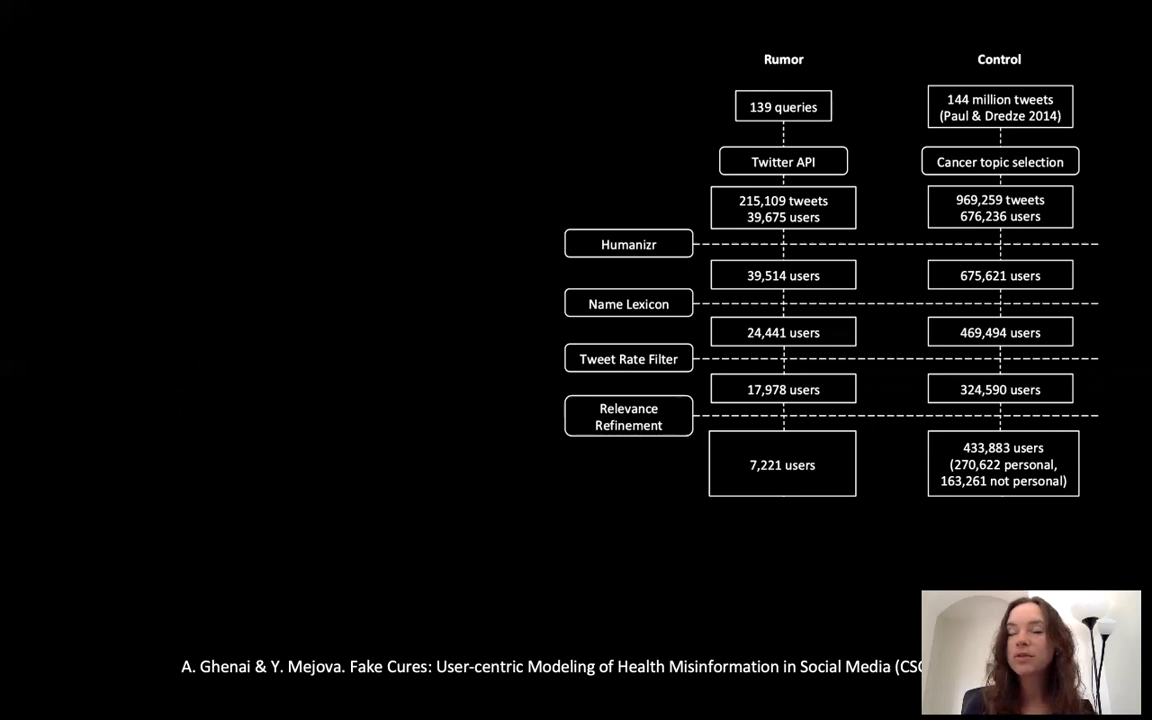 Rumor
Control
139 queries
144 million tweets
(Paul & Dredze 2014)
Twitter API
Cancer topic selection
215,109 tweets
39,675 users
969,259 tweets
676,236 users
Humanizr
39,514 users
675,621 users
Name Lexicon
24,441 users
469,494 users
Tweet Rate Filter
17,978 users
324,590 users
Relevance
Refinement
7,221 users
433,883 users
(270,622 personal,
163,261 not personal)
A. Ghenai & Y. Mejova. Fake Cures: User-centric Modeling of Health Misinformation in Social Media